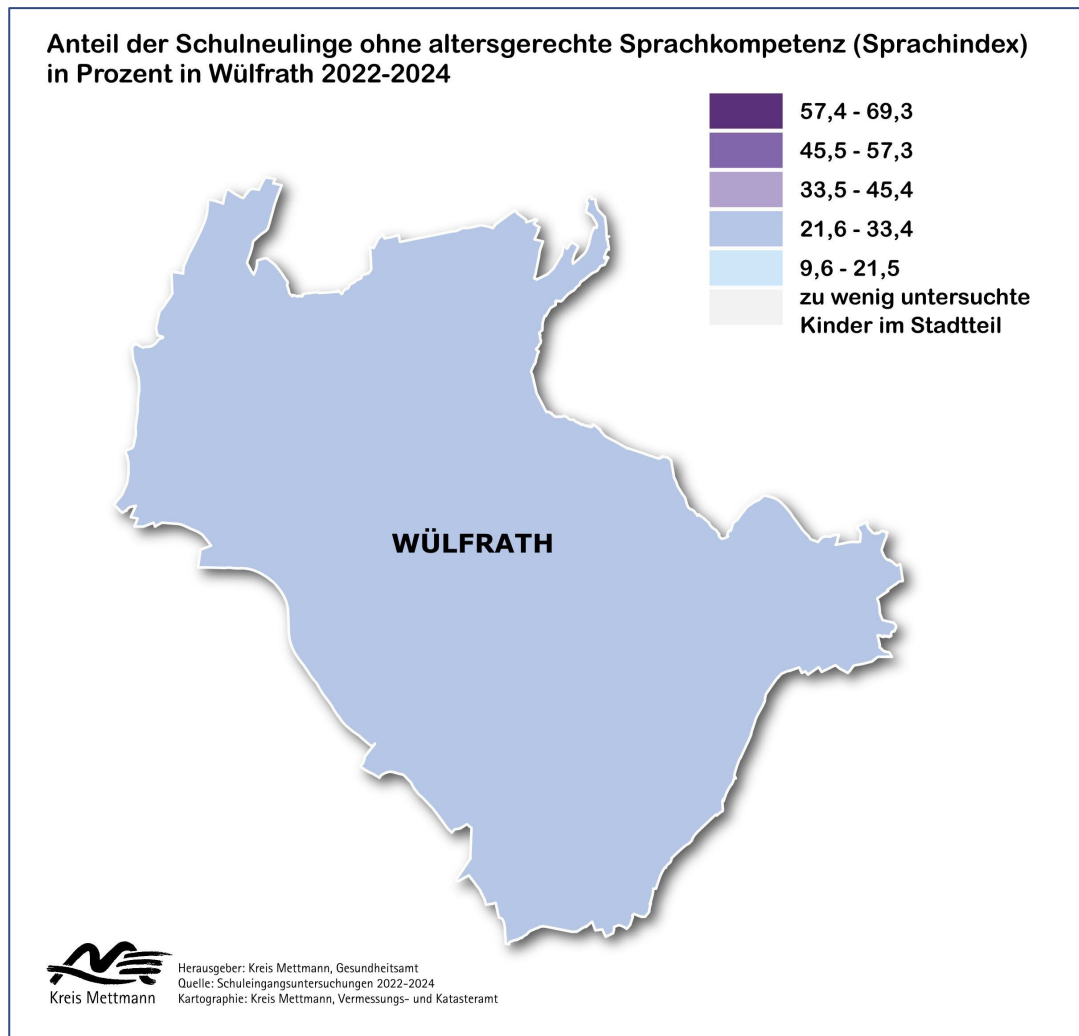 Anteil der Schulneulinge ohne altersgerechte Sprachkompetenz (Sprachindex)
in Prozent in Wülfrath 2022-2024
57,4 - 69,3
45,5 - 57,3
33,5 - 45,4
21,6 - 33,4
9,6 - 21,5
zu wenig untersuchte
Kinder im Stadtteil
WÜLFRATH
Kreis Mettmann
Herausgeber: Kreis Mettmann, Gesundheitsamt
Quelle: Schuleingangsuntersuchungen 2022-2024
Kartographie: Kreis Mettmann, Vermessungs- und Katasteramt